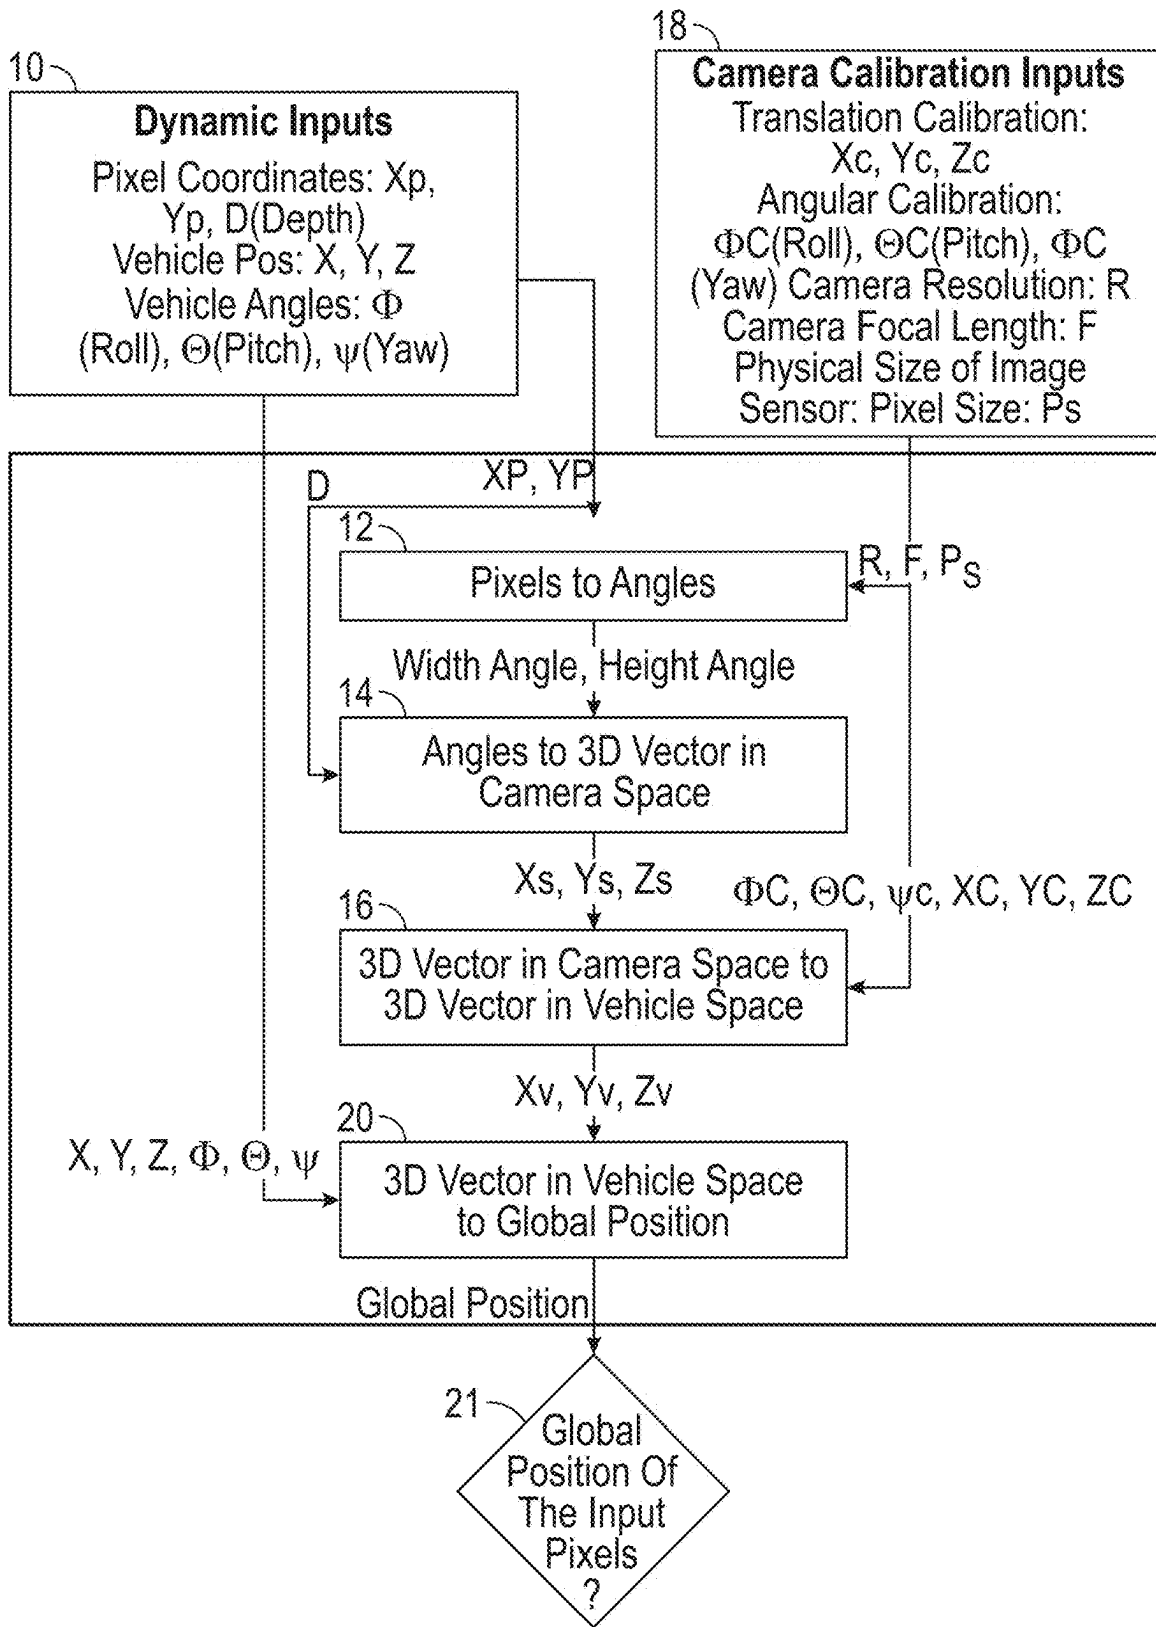 10
Dynamic Inputs
Pixel Coordinates: Xp,
Yp, D(Depth)
Vehicle Pos: X, Y, Z
Vehicle Angles: Φ
(Roll), Θ(Pitch), ψ(Yaw)
18
Camera Calibration Inputs
Translation Calibration:
Xc, Yc, Zc
Angular Calibration:
ΦC(Roll), ΘC(Pitch), ΦC
(Yaw) Camera Resolution: R
Camera Focal Length: F
Physical Size of Image
Sensor: Pixel Size: Ps
XP, YP
D
12
Pixels to Angles
R, F, PS
Width Angle, Height Angle
14
Angles to 3D Vector in
Camera Space
Xs, Ys, Zs
ΦC, ΘC, ψc, XC, YC, ZC
16
3D Vector in Camera Space to
3D Vector in Vehicle Space
Xv, Yv, Zv
20
X, Y, Z, Φ, Θ, ψ
3D Vector in Vehicle Space
to Global Position
Global Position
21
Global
Position Of
The Input
Pixels
?